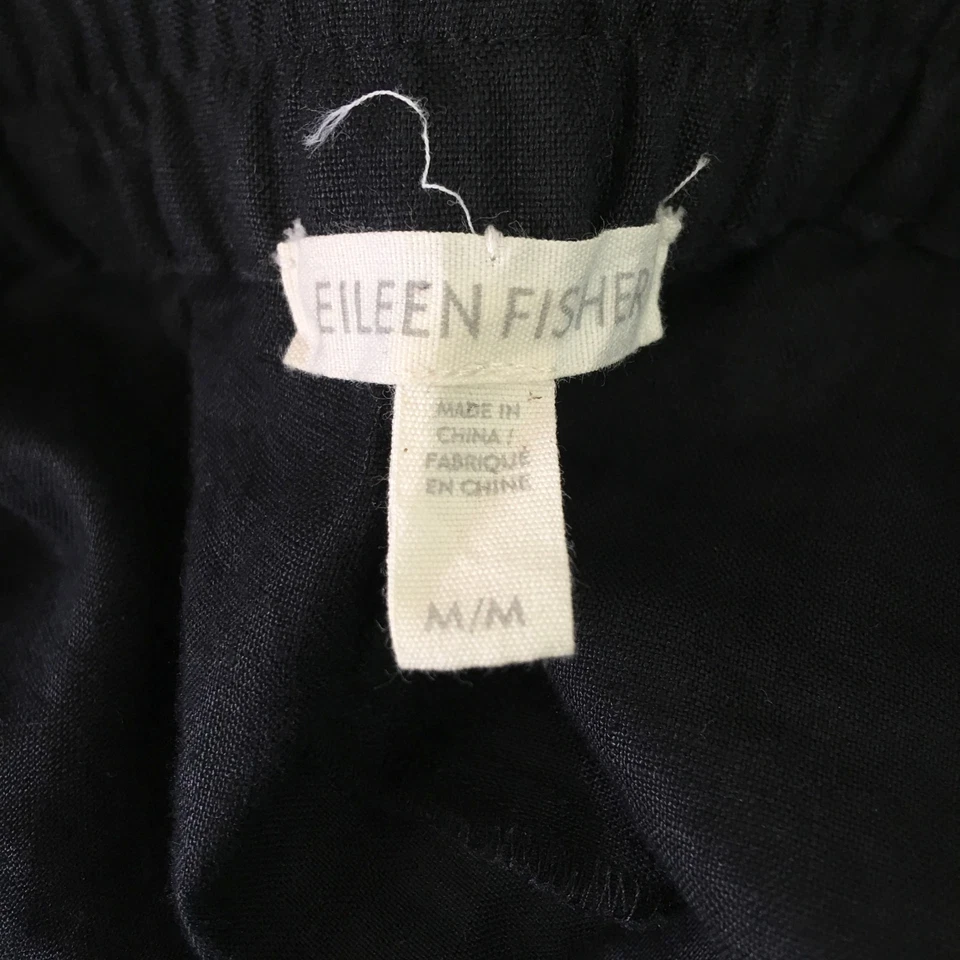 EILEEN FISHER
MADE IN
CHINA /
FABRIQUÉ
EN CHINE
M/M